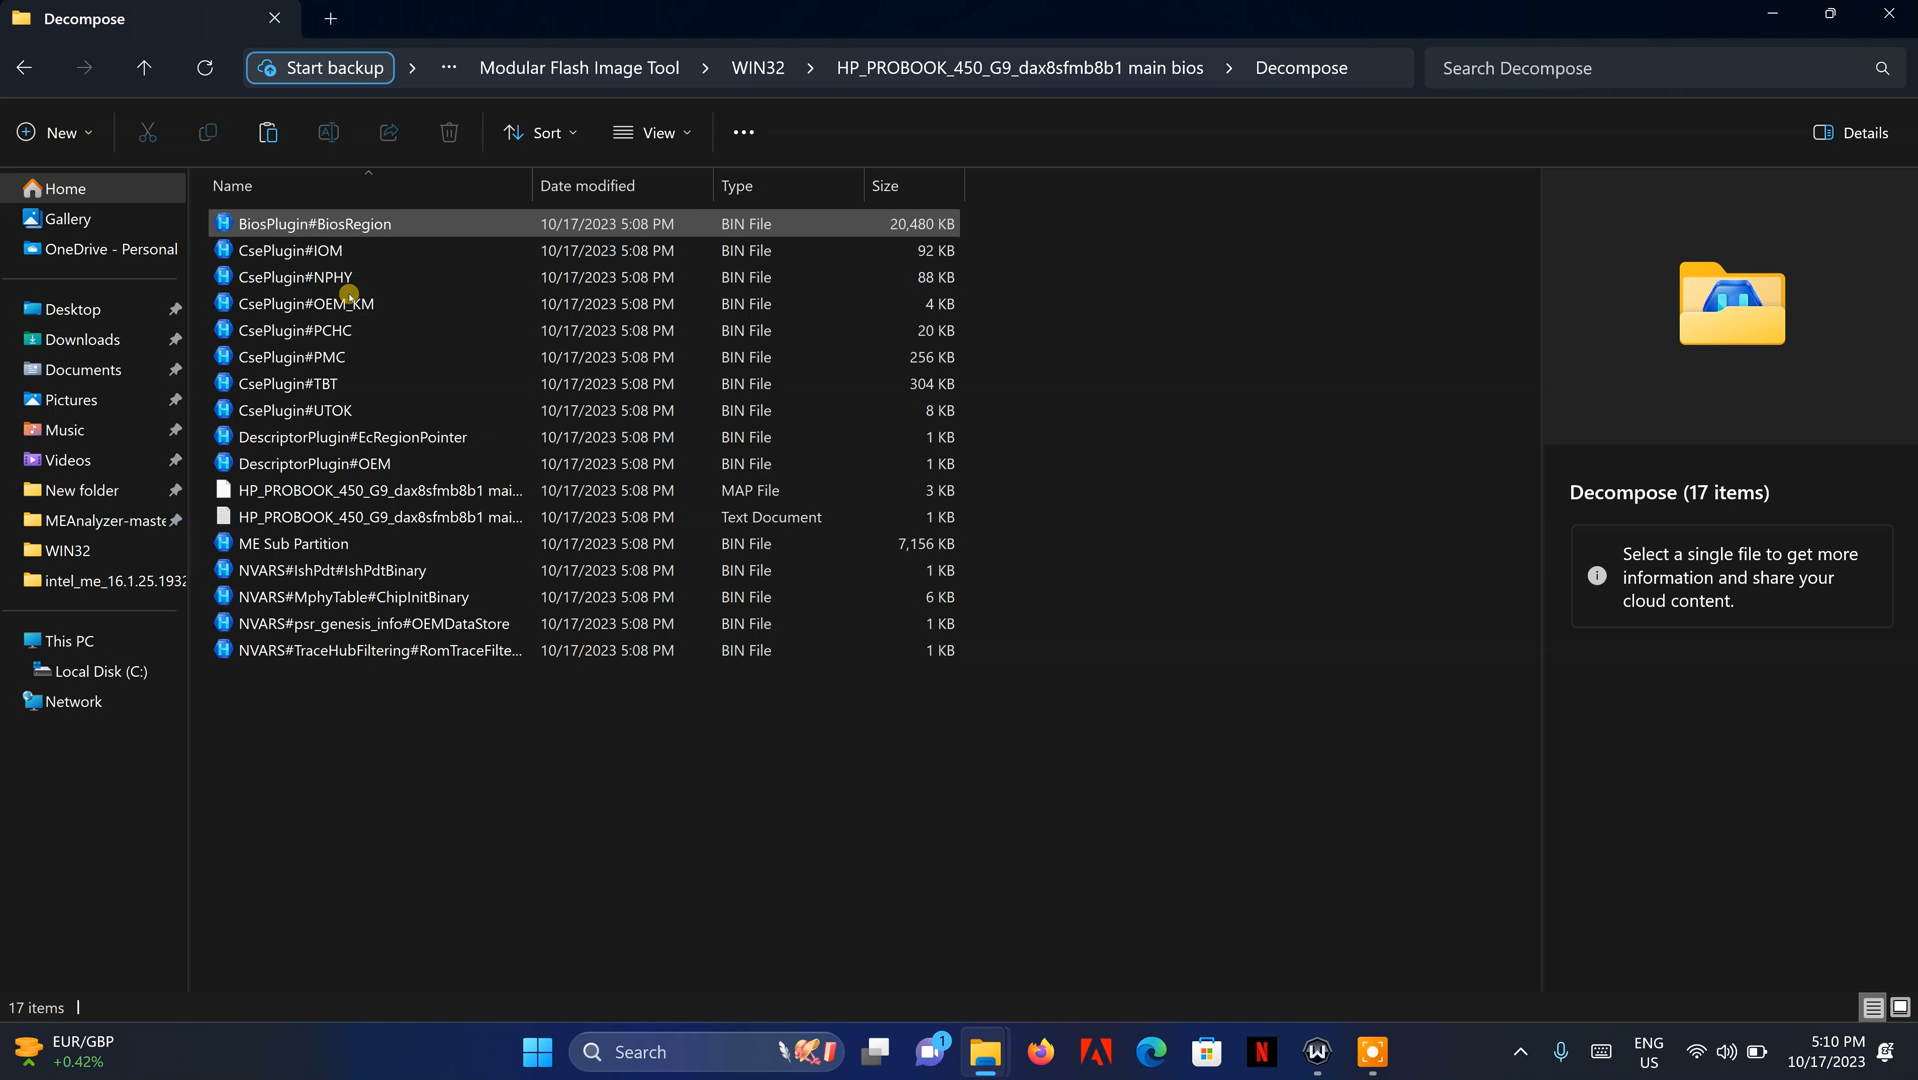 Decompose
Start backup > ... Modular Flash Image Tool > WIN32 > HP_PROBOOK_450_G9_dax8sfmb8b1 main bios > Decompose
Search Decompose
New
Sort
View
...
Details
Home
Gallery
OneDrive - Personal
Desktop
Downloads
Documents
Pictures
Music
Videos
New folder
MEAnalyzer-maste
WIN32
intel_me_16.1.25.1932
This PC
Local Disk (C:)
Network
Name Date modified Type Size
BiosPlugin#BiosRegion 10/17/2023 5:08 PM BIN File 20,480 KB
CsePlugin#IOM 10/17/2023 5:08 PM BIN File 92 KB
CsePlugin#NPHY 10/17/2023 5:08 PM BIN File 88 KB
CsePlugin#OEM_KM 10/17/2023 5:08 PM BIN File 4 KB
CsePlugin#PCHC 10/17/2023 5:08 PM BIN File 20 KB
CsePlugin#PMC 10/17/2023 5:08 PM BIN File 256 KB
CsePlugin#TBT 10/17/2023 5:08 PM BIN File 304 KB
CsePlugin#UTOK 10/17/2023 5:08 PM BIN File 8 KB
DescriptorPlugin#EcRegionPointer 10/17/2023 5:08 PM BIN File 1 KB
DescriptorPlugin#OEM 10/17/2023 5:08 PM BIN File 1 KB
HP_PROBOOK_450_G9_dax8sfmb8b1 mai... 10/17/2023 5:08 PM MAP File 3 KB
HP_PROBOOK_450_G9_dax8sfmb8b1 mai... 10/17/2023 5:08 PM Text Document 1 KB
ME Sub Partition 10/17/2023 5:08 PM BIN File 7,156 KB
NVARS#IshPdt#IshPdtBinary 10/17/2023 5:08 PM BIN File 1 KB
NVARS#MphyTable#ChipInitBinary 10/17/2023 5:08 PM BIN File 6 KB
NVARS#psr_genesis_info#OEMDataStore 10/17/2023 5:08 PM BIN File 1 KB
NVARS#TraceHubFiltering#RomTraceFilte... 10/17/2023 5:08 PM BIN File 1 KB
Decompose (17 items)
Select a single file to get more
information and share your
cloud content.
17 items
EUR/GBP
+0.42%
Search
1
N
ENG
US
5:10 PM
10/17/2023